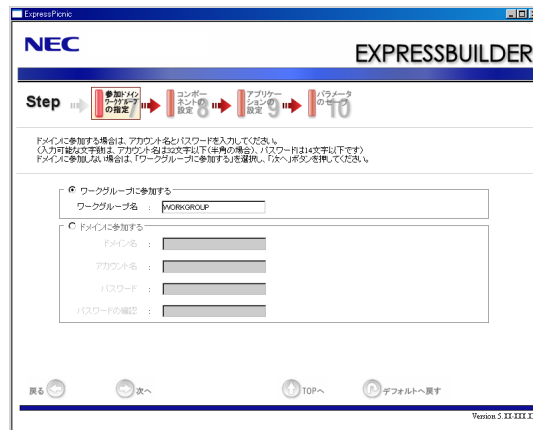 ExpressPicnic
NEC
EXPRESSBUILDER
Step
参加ドメイン ワークグループ の指定 7
コンポーネントの設定 8
アプリケーションの設定 9
パラメータのセーブ 10
ドメインに参加する場合は、アカウント名とパスワードを入力してください。
(入力可能な文字数は、アカウント名は32文字以下(半角の場合)、パスワードは14文字以下です)
ドメインに参加しない場合は、「ワークグループに参加する」を選択し、「次へ」ボタンを押してください。
ワークグループに参加する
ワークグループ名 : WORKGROUP
ドメインに参加する
ドメイン名 :
アカウント名 :
パスワード :
パスワードの確認 :
戻る 次へ TOPへ デフォルトへ戻す
Version 5.